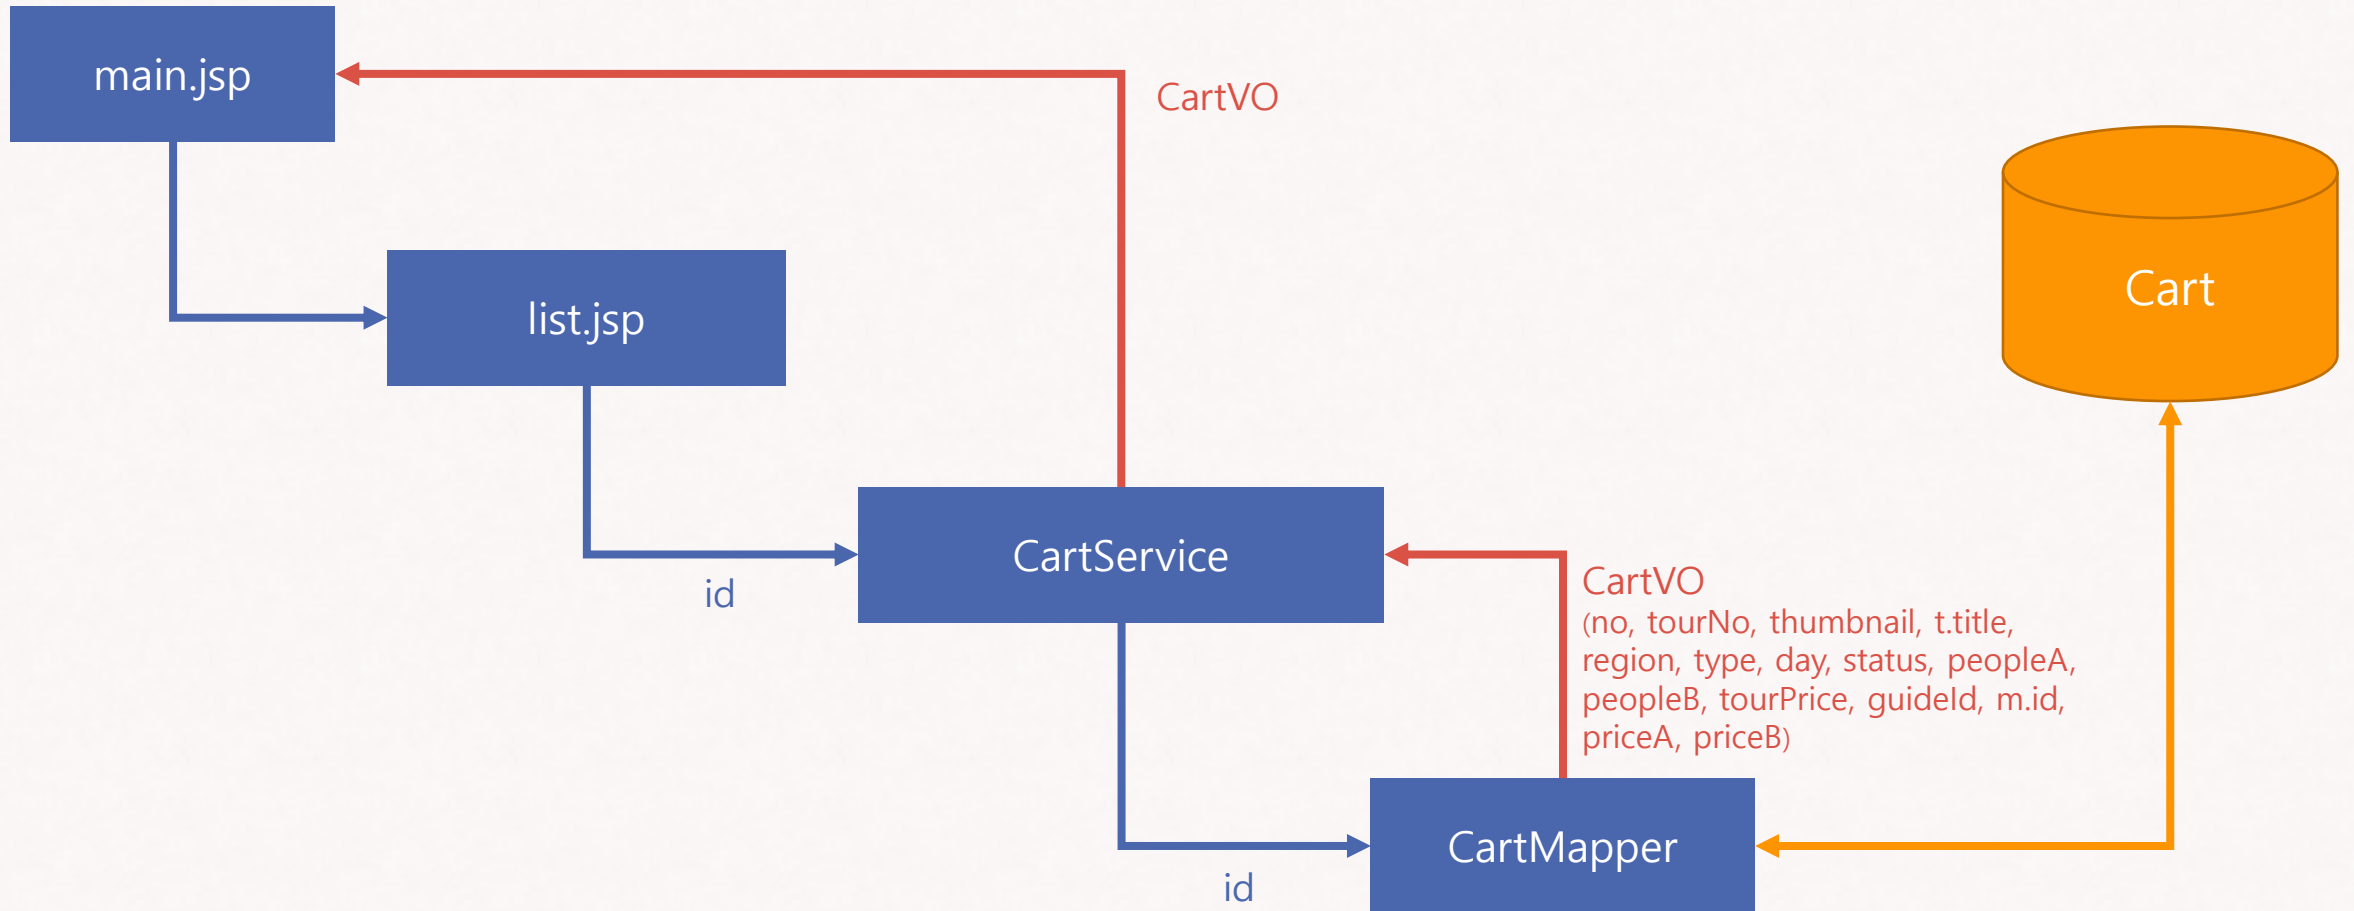 main.jsp
CartVO
Cart
list.jsp
CartService
id
CartVO
(no, tourNo, thumbnail, t.title,
region, type, day, status, peopleA,
peopleB, tourPrice, guideId, m.id,
priceA, priceB)
CartMapper
id